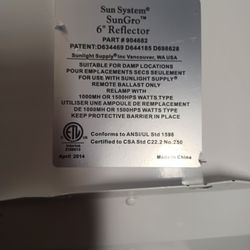 Sun System®
SunGro™
6" Reflector
PART # 904682
PATENT: D634469 D644185 D698628
Sunlight Supply® Inc Vancouver, WA USA
SUITABLE FOR DAMP LOCATIONS
POUR EMPLACEMENTS SECS SEULEMENT
FOR USE WITH SUNLIGHT SUPPLY®
REMOTE BALLAST ONLY
RELAMP WITH
1000MH OR 1500HPS WATTS TYPE
UTILISER UNE AMPOULE DE REMPLACEMENT
DE 1000MH OR 1500HPS WATTS TYPE
KEEP PROTECTIVE BARRIER IN PLACE
ETL
Intertek
Conforms to ANSI/UL Std 1598
Certified to CSA Std C22.2 No.250
April 2014
Made in China